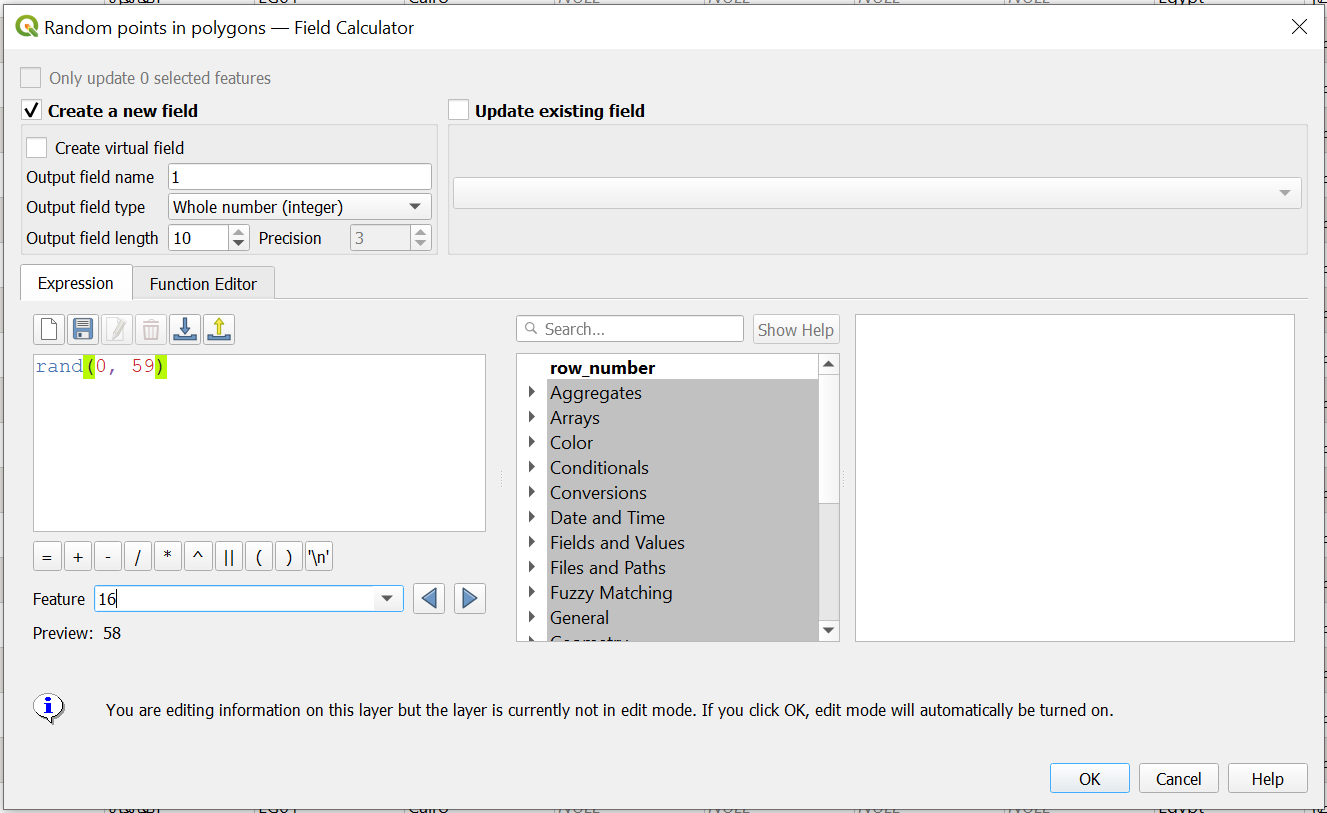 Cairo
Egypt
Random points in polygons — Field Calculator
Only update 0 selected features
Create a new field
Update existing field
Create virtual field
Output field name 1
Output field type Whole number (integer)
Output field length 10 Precision 3
Expression Function Editor
Search... Show Help
rand(0, 59)
row_number
Aggregates
Arrays
Color
Conditionals
Conversions
Date and Time
Fields and Values
Files and Paths
Fuzzy Matching
General
Geometry
= + - / * ^ || ( ) '\n'
Feature 16
Preview: 58
You are editing information on this layer but the layer is currently not in edit mode. If you click OK, edit mode will automatically be turned on.
OK Cancel Help
Cairo
Egypt